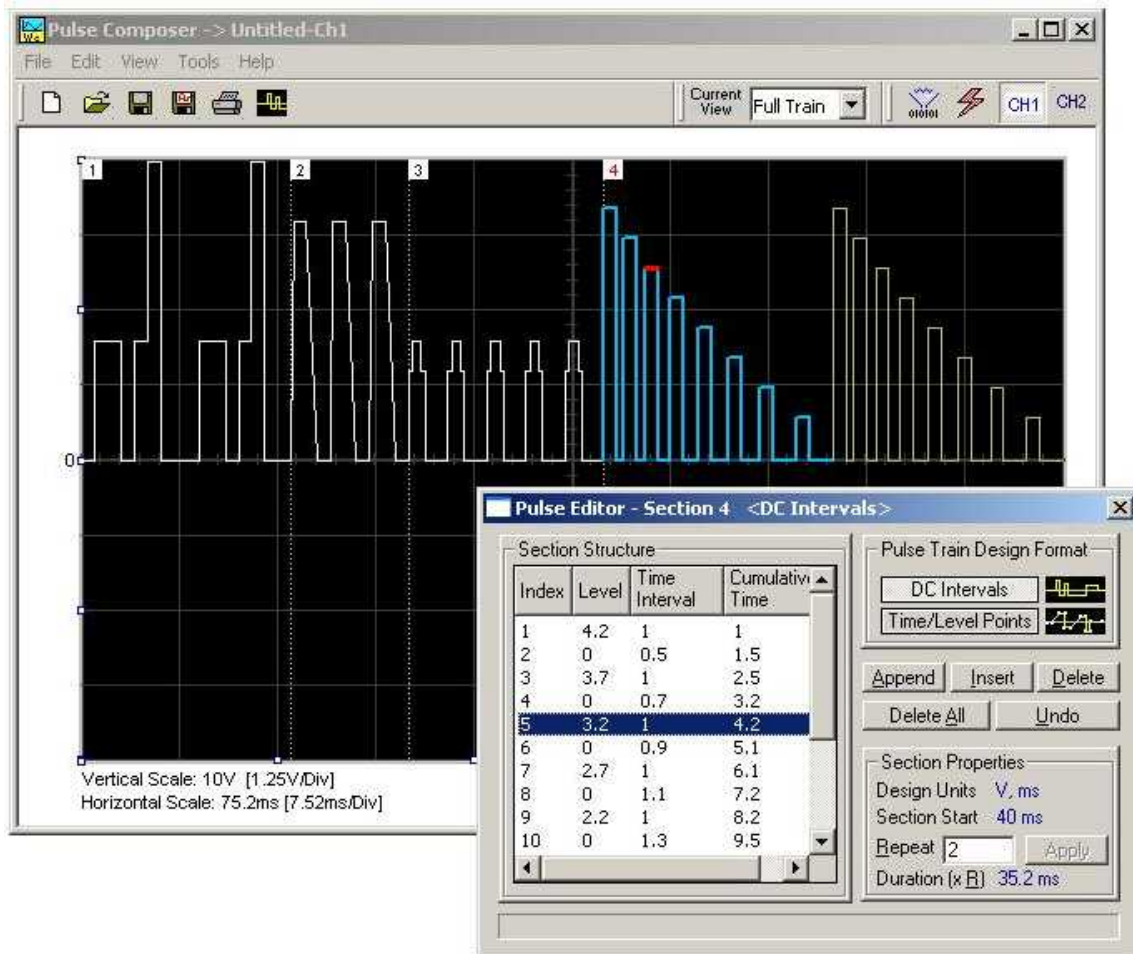 Pulse Composer -> Untitled-Ch1
File Edit View Tools Help
Current View Full Train CH1 CH2
1 2 3 4
0
Vertical Scale: 10V [1.25V/Div]
Horizontal Scale: 75.2ms [7.52ms/Div]
Pulse Editor - Section 4 <DC Intervals>
Section Structure
Index Level Time Interval Cumulativ Time
1 4.2 1 1
2 0 0.5 1.5
3 3.7 1 2.5
4 0 0.7 3.2
5 3.2 1 4.2
6 0 0.9 5.1
7 2.7 1 6.1
8 0 1.1 7.2
9 2.2 1 8.2
10 0 1.3 9.5
Pulse Train Design Format
DC Intervals
Time/Level Points
Append Insert Delete
Delete All Undo
Section Properties
Design Units V, ms
Section Start 40 ms
Repeat 2 Apply
Duration (x R) 35.2 ms